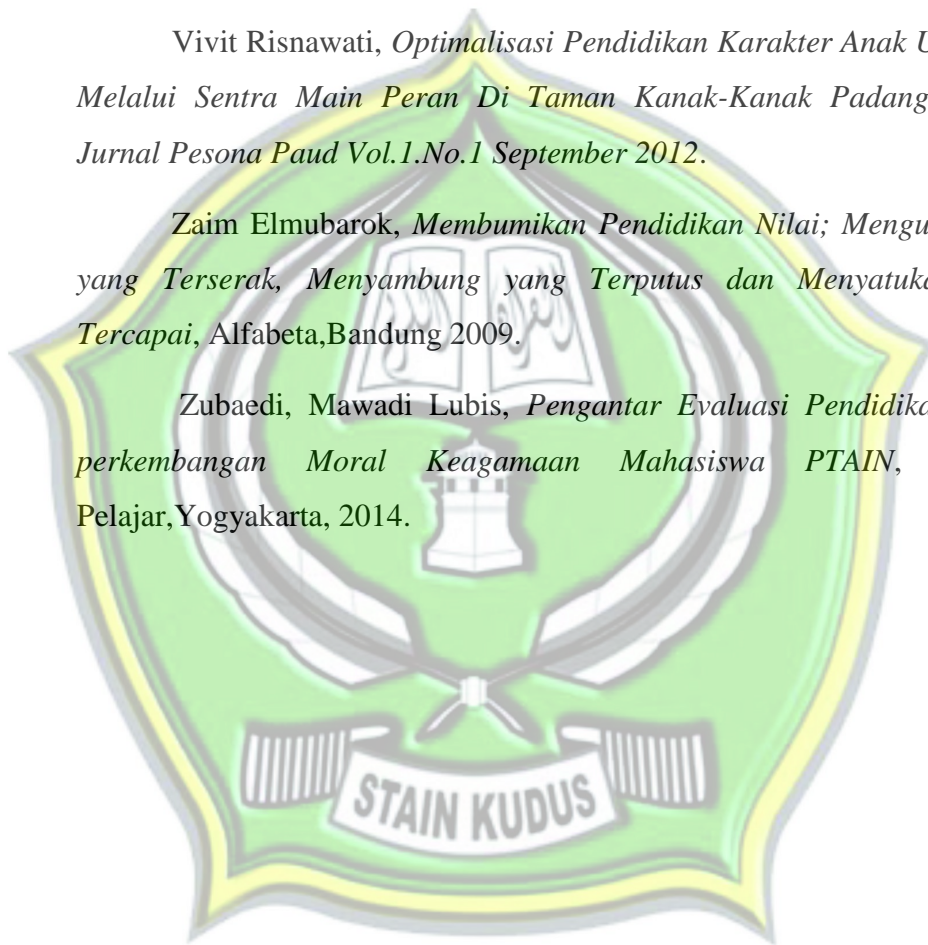 Vivit Risnawati, Optimalisasi Pendidikan Karakter Anak U
Melalui Sentra Main Peran Di Taman Kanak-Kanak Padang
Jurnal Pesona Paud Vol.1.No.1 September 2012.
Zaim Elmubarok, Membumikan Pendidikan Nilai; Mengu
yang Terserak, Menyambung yang Terputus dan Menyatuka
Tercapai, Alfabeta,Bandung 2009.
Zubaedi, Mawadi Lubis, Pengantar Evaluasi Pendidika
perkembangan Moral Keagamaan Mahasiswa PTAIN,
Pelajar,Yogyakarta, 2014.
STAIN KUDUS